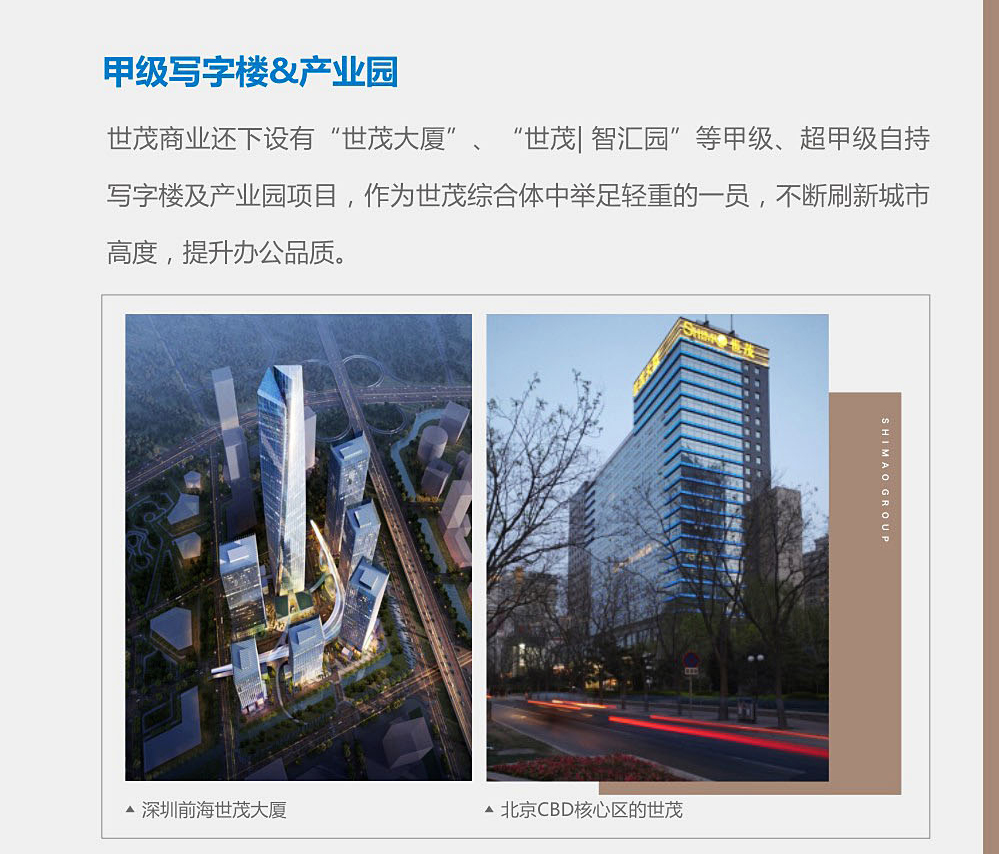 甲级写字楼&产业园
世茂商业还下设有“世茂大厦”、“世茂| 智汇园”等甲级、超甲级自持
写字楼及产业园项目，作为世茂综合体中举足轻重的一员，不断刷新城市
高度，提升办公品质。
SHIMAO 世茂
SHIMAO GROUP
▲ 深圳前海世茂大厦
▲ 北京CBD核心区的世茂